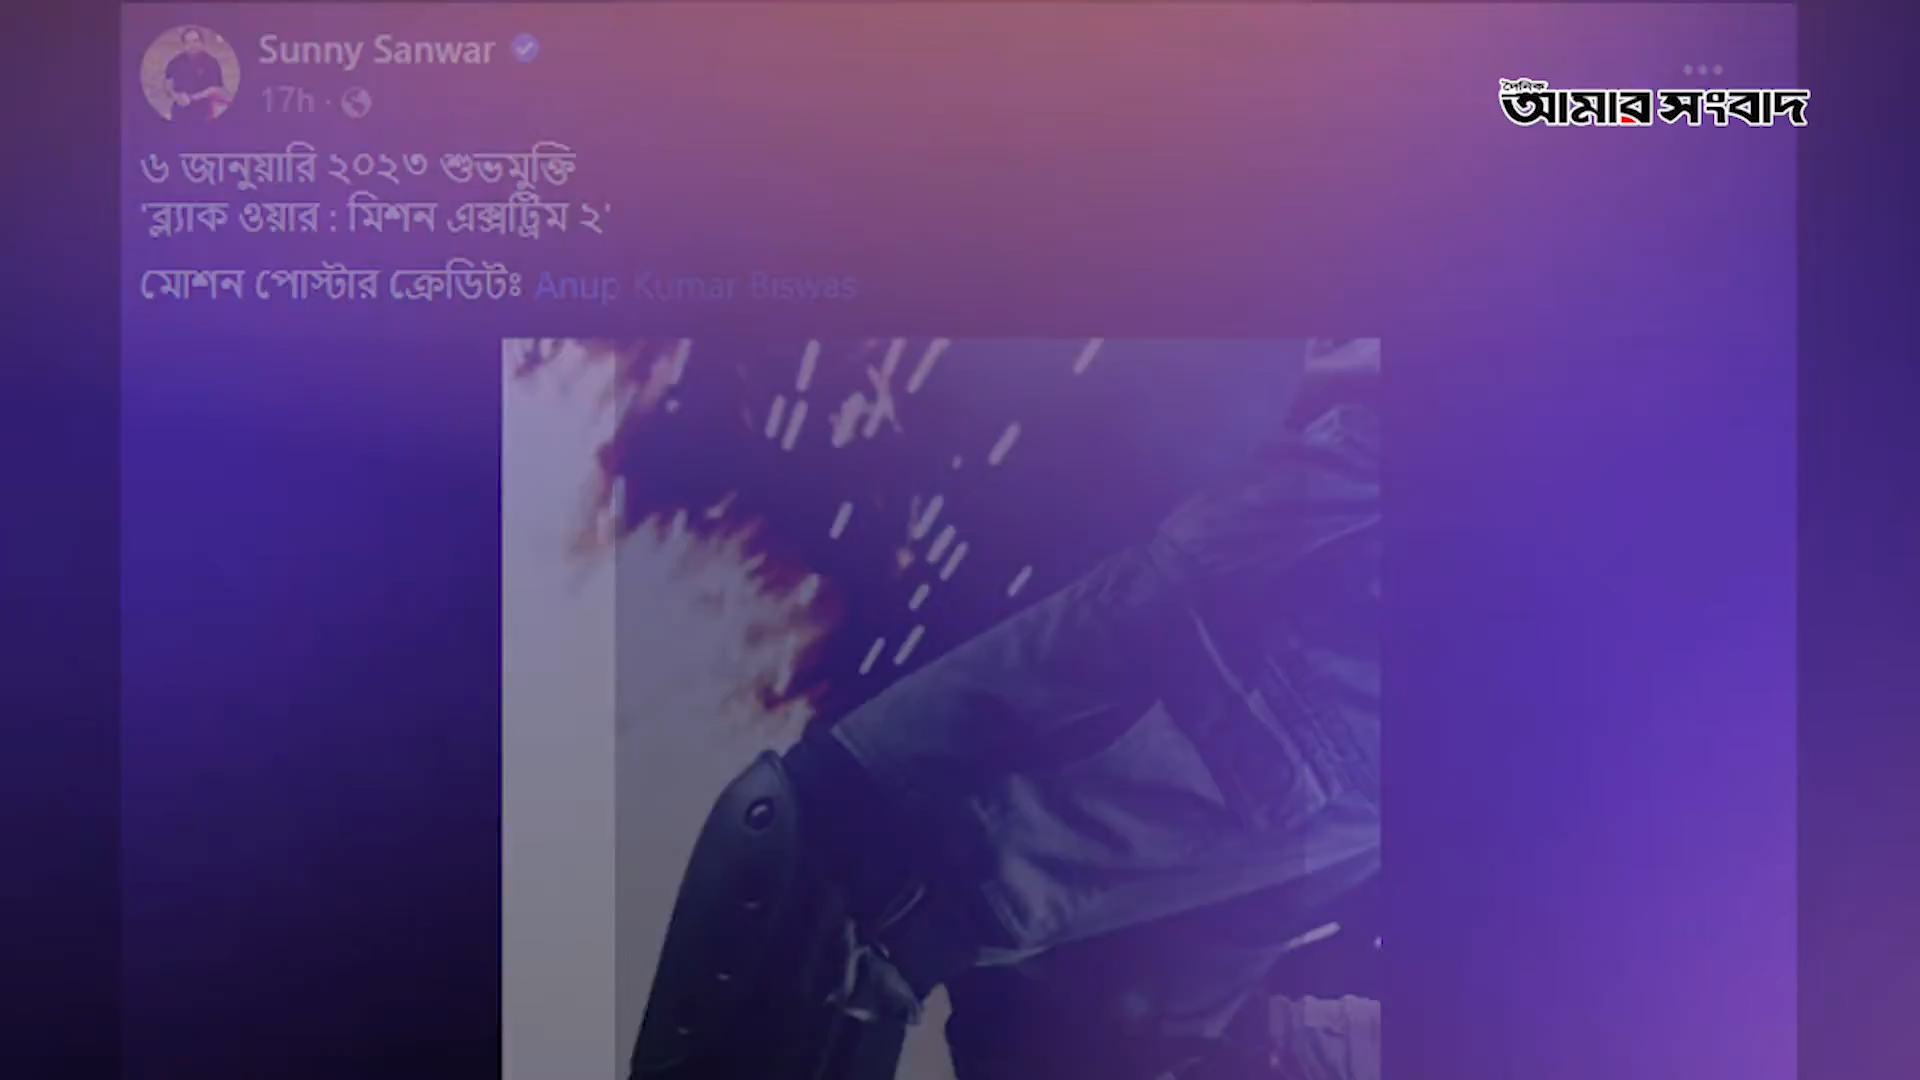 Sunny Sanwar
17h
দৈনিক
আমার সংবাদ
৬ জানুয়ারি ২০২৩ শুভমুক্তি
'ব্ল্যাক ওয়ার : মিশন এক্সট্রিম ২'
মোশন পোস্টার ক্রেডিটঃ Anup Kumar Biswas